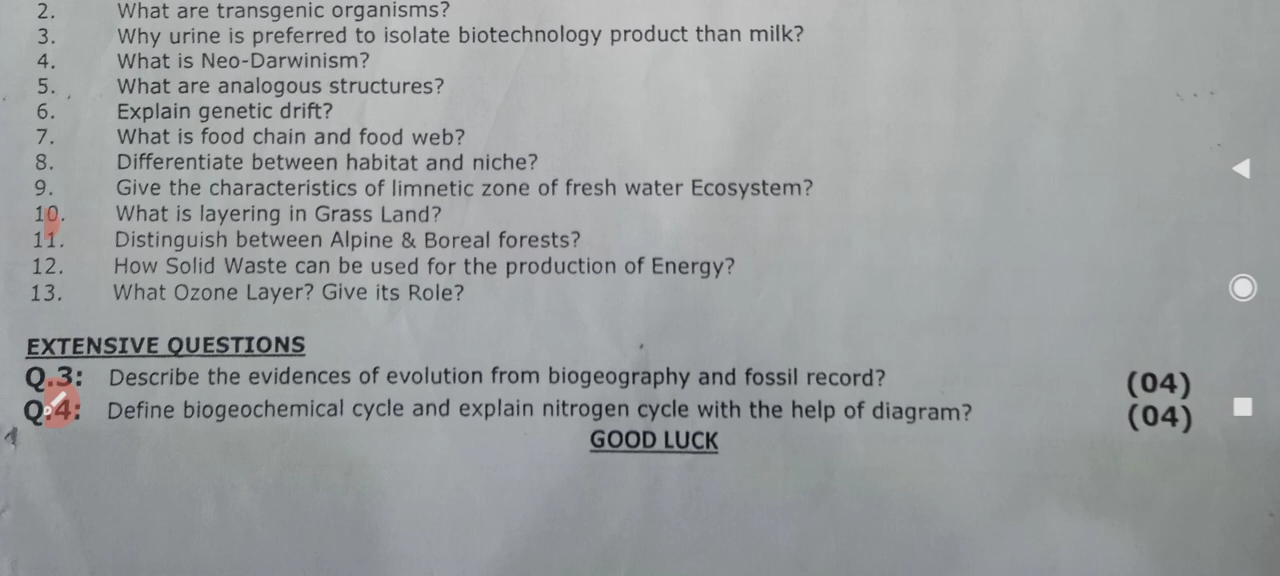 2. What are transgenic organisms?
3. Why urine is preferred to isolate biotechnology product than milk?
4. What is Neo-Darwinism?
5. What are analogous structures?
6. Explain genetic drift?
7. What is food chain and food web?
8. Differentiate between habitat and niche?
9. Give the characteristics of limnetic zone of fresh water Ecosystem?
10. What is layering in Grass Land?
11. Distinguish between Alpine & Boreal forests?
12. How Solid Waste can be used for the production of Energy?
13. What Ozone Layer? Give its Role?
EXTENSIVE QUESTIONS
Q.3: Describe the evidences of evolution from biogeography and fossil record? (04)
Q.4: Define biogeochemical cycle and explain nitrogen cycle with the help of diagram? (04)
GOOD LUCK